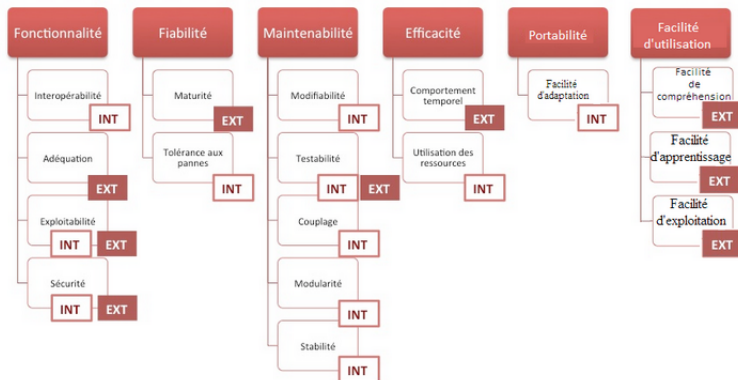 Fonctionnalité
Interopérabilité
INT
Adéquation
EXT
Exploitabilité
INT EXT
Sécurité
INT EXT
Fiabilité
Maturité
EXT
Tolérance aux
pannes
INT
Maintenabilité
Modifiabilité
INT
Testabilité
INT EXT
Couplage
INT
Modularité
INT
Stabilité
INT
Efficacité
Comportement
temporel
EXT
Utilisation des
ressources
INT
Portabilité
Facilité
d'adaptation
INT
Facilité
d'utilisation
Facilité
de
compréhension
EXT
Facilité
d'apprentissage
EXT
Facilité
d'exploitation
EXT